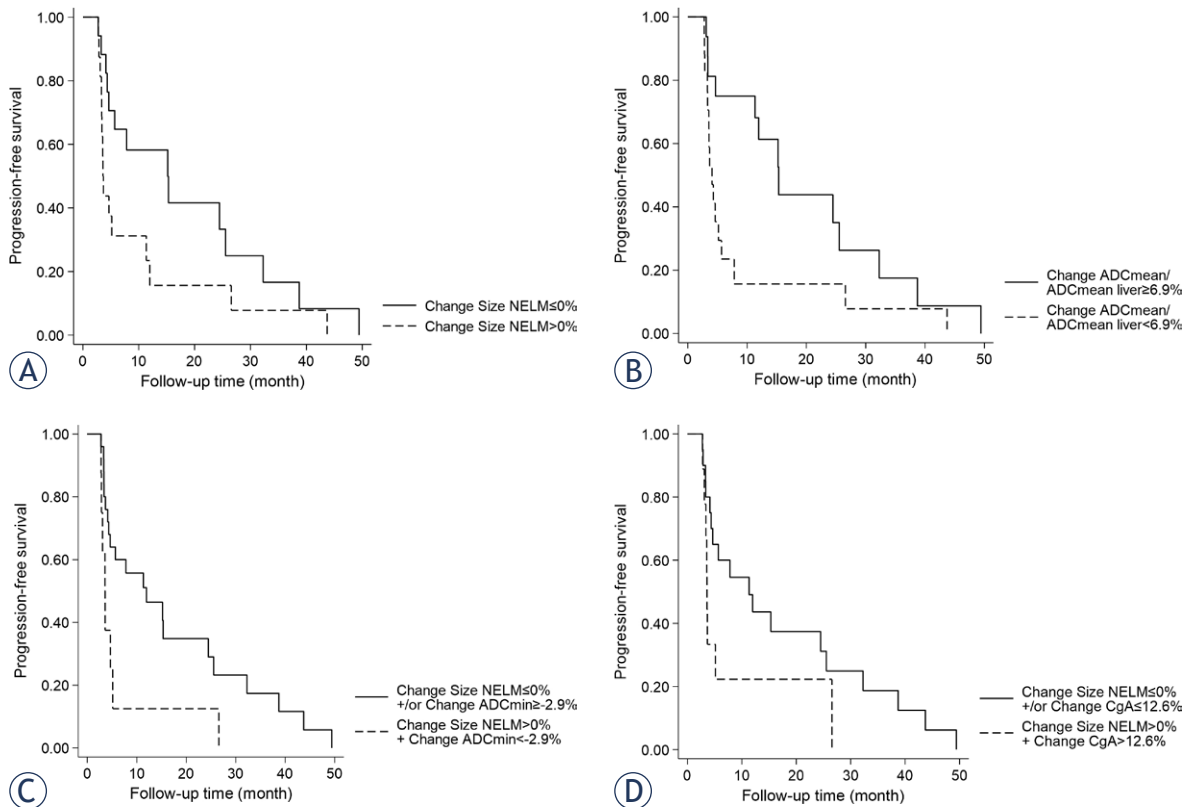 1.00
0.80
0.60
0.40
0.20
0.00
Progression-free survival
0 10 20 30 40 50
Follow-up time (month)
Change Size NELM≤0%
Change Size NELM>0%
A
1.00
0.80
0.60
0.40
0.20
0.00
Progression-free survival
0 10 20 30 40 50
Follow-up time (month)
Change ADCmean/
ADCmean liver≥6.9%
Change ADCmean/
ADCmean liver<6.9%
B
1.00
0.80
0.60
0.40
0.20
0.00
Progression-free survival
0 10 20 30 40 50
Follow-up time (month)
Change Size NELM≤0%
+/or Change ADCmin≥-2.9%
Change Size NELM>0%
+ Change ADCmin<-2.9%
C
1.00
0.80
0.60
0.40
0.20
0.00
Progression-free survival
0 10 20 30 40 50
Follow-up time (month)
Change Size NELM≤0%
+/or Change CgA≤12.6%
Change Size NELM>0%
+ Change CgA>12.6%
D